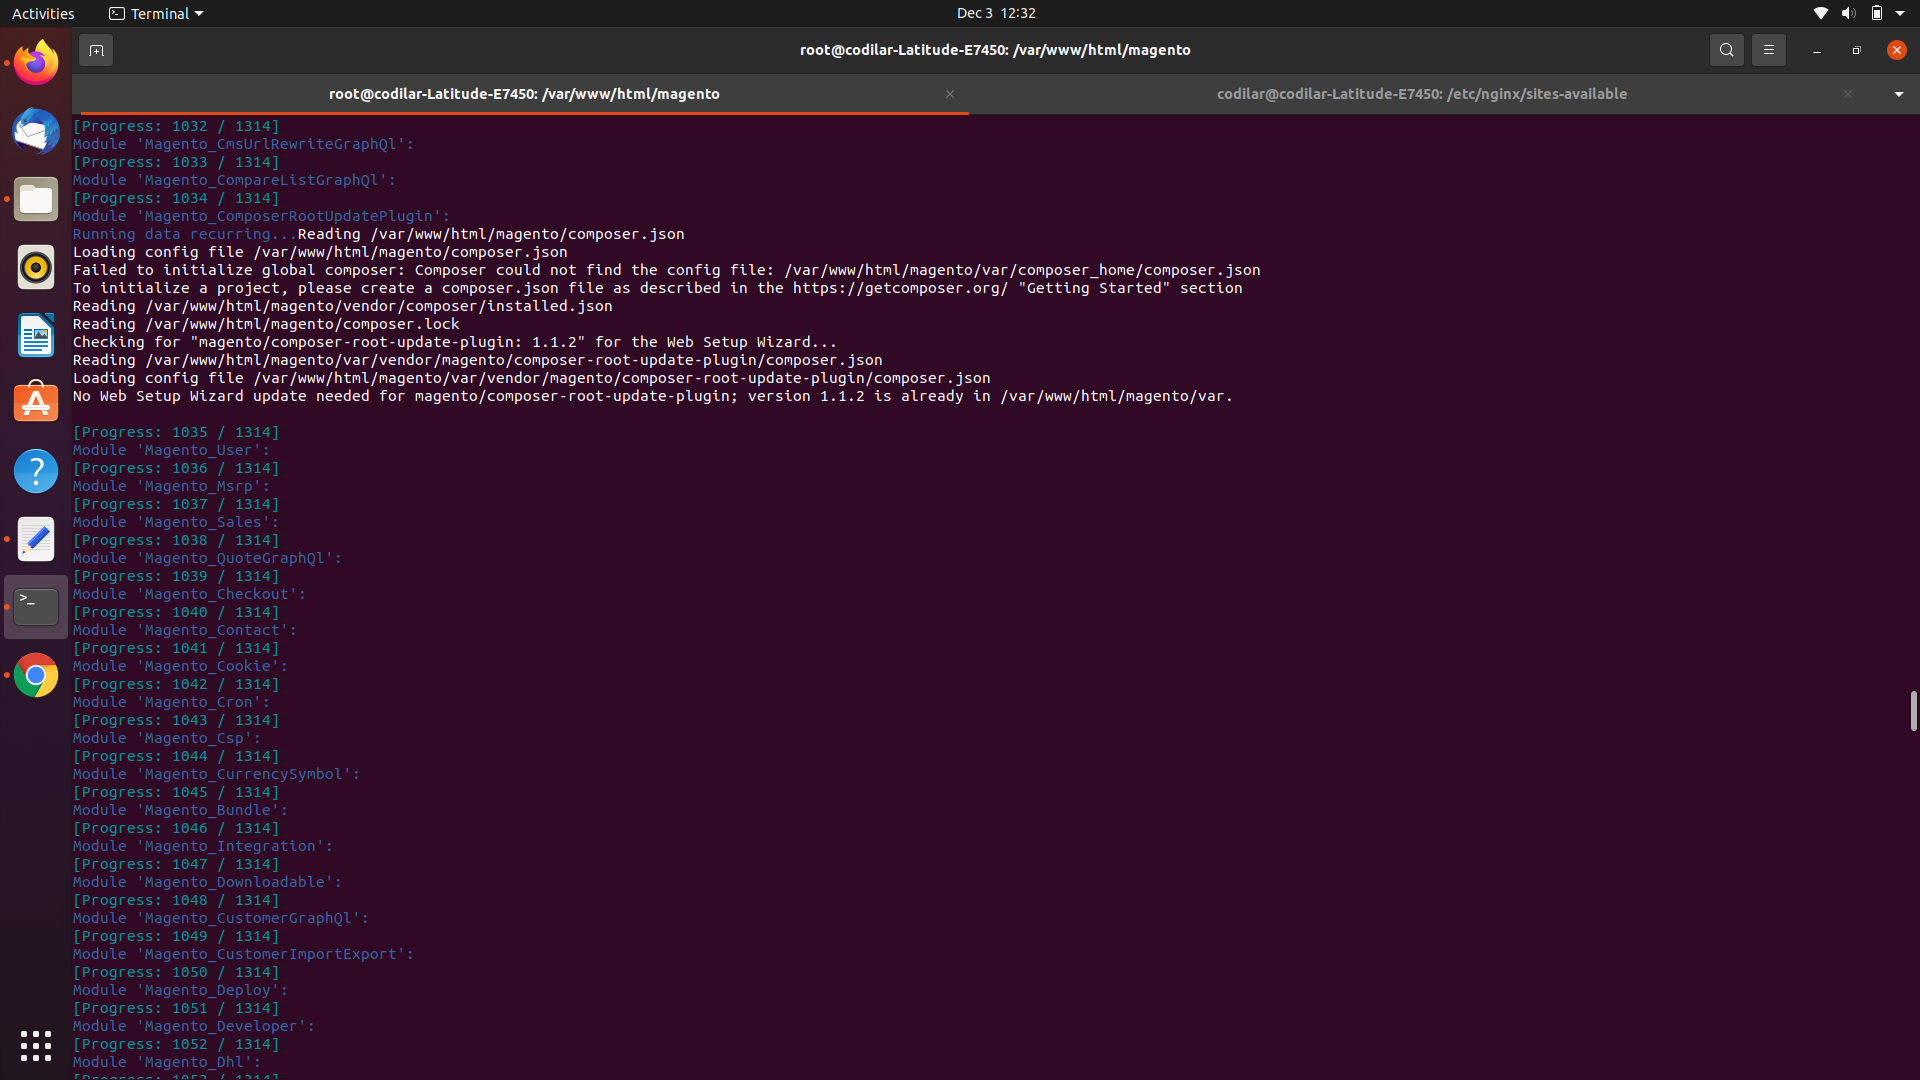 Activities
Terminal
Dec 3 12:32
root@codilar-Latitude-E7450: /var/www/html/magento
root@codilar-Latitude-E7450: /var/www/html/magento
codilar@codilar-Latitude-E7450: /etc/nginx/sites-available
[Progress: 1032 / 1314]
Module 'Magento_CmsUrlRewriteGraphQl':
[Progress: 1033 / 1314]
Module 'Magento_CompareListGraphQl':
[Progress: 1034 / 1314]
Module 'Magento_ComposerRootUpdatePlugin':
Running data recurring...Reading /var/www/html/magento/composer.json
Loading config file /var/www/html/magento/composer.json
Failed to initialize global composer: Composer could not find the config file: /var/www/html/magento/var/composer_home/composer.json
To initialize a project, please create a composer.json file as described in the https://getcomposer.org/ "Getting Started" section
Reading /var/www/html/magento/vendor/composer/installed.json
Reading /var/www/html/magento/composer.lock
Checking for "magento/composer-root-update-plugin: 1.1.2" for the Web Setup Wizard...
Reading /var/www/html/magento/var/vendor/magento/composer-root-update-plugin/composer.json
Loading config file /var/www/html/magento/var/vendor/magento/composer-root-update-plugin/composer.json
No Web Setup Wizard update needed for magento/composer-root-update-plugin; version 1.1.2 is already in /var/www/html/magento/var.
[Progress: 1035 / 1314]
Module 'Magento_User':
[Progress: 1036 / 1314]
Module 'Magento_Msrp':
[Progress: 1037 / 1314]
Module 'Magento_Sales':
[Progress: 1038 / 1314]
Module 'Magento_QuoteGraphQl':
[Progress: 1039 / 1314]
Module 'Magento_Checkout':
[Progress: 1040 / 1314]
Module 'Magento_Contact':
[Progress: 1041 / 1314]
Module 'Magento_Cookie':
[Progress: 1042 / 1314]
Module 'Magento_Cron':
[Progress: 1043 / 1314]
Module 'Magento_Csp':
[Progress: 1044 / 1314]
Module 'Magento_CurrencySymbol':
[Progress: 1045 / 1314]
Module 'Magento_Bundle':
[Progress: 1046 / 1314]
Module 'Magento_Integration':
[Progress: 1047 / 1314]
Module 'Magento_Downloadable':
[Progress: 1048 / 1314]
Module 'Magento_CustomerGraphQl':
[Progress: 1049 / 1314]
Module 'Magento_CustomerImportExport':
[Progress: 1050 / 1314]
Module 'Magento_Deploy':
[Progress: 1051 / 1314]
Module 'Magento_Developer':
[Progress: 1052 / 1314]
Module 'Magento_Dhl':
[Progress: 1053 / 1314]